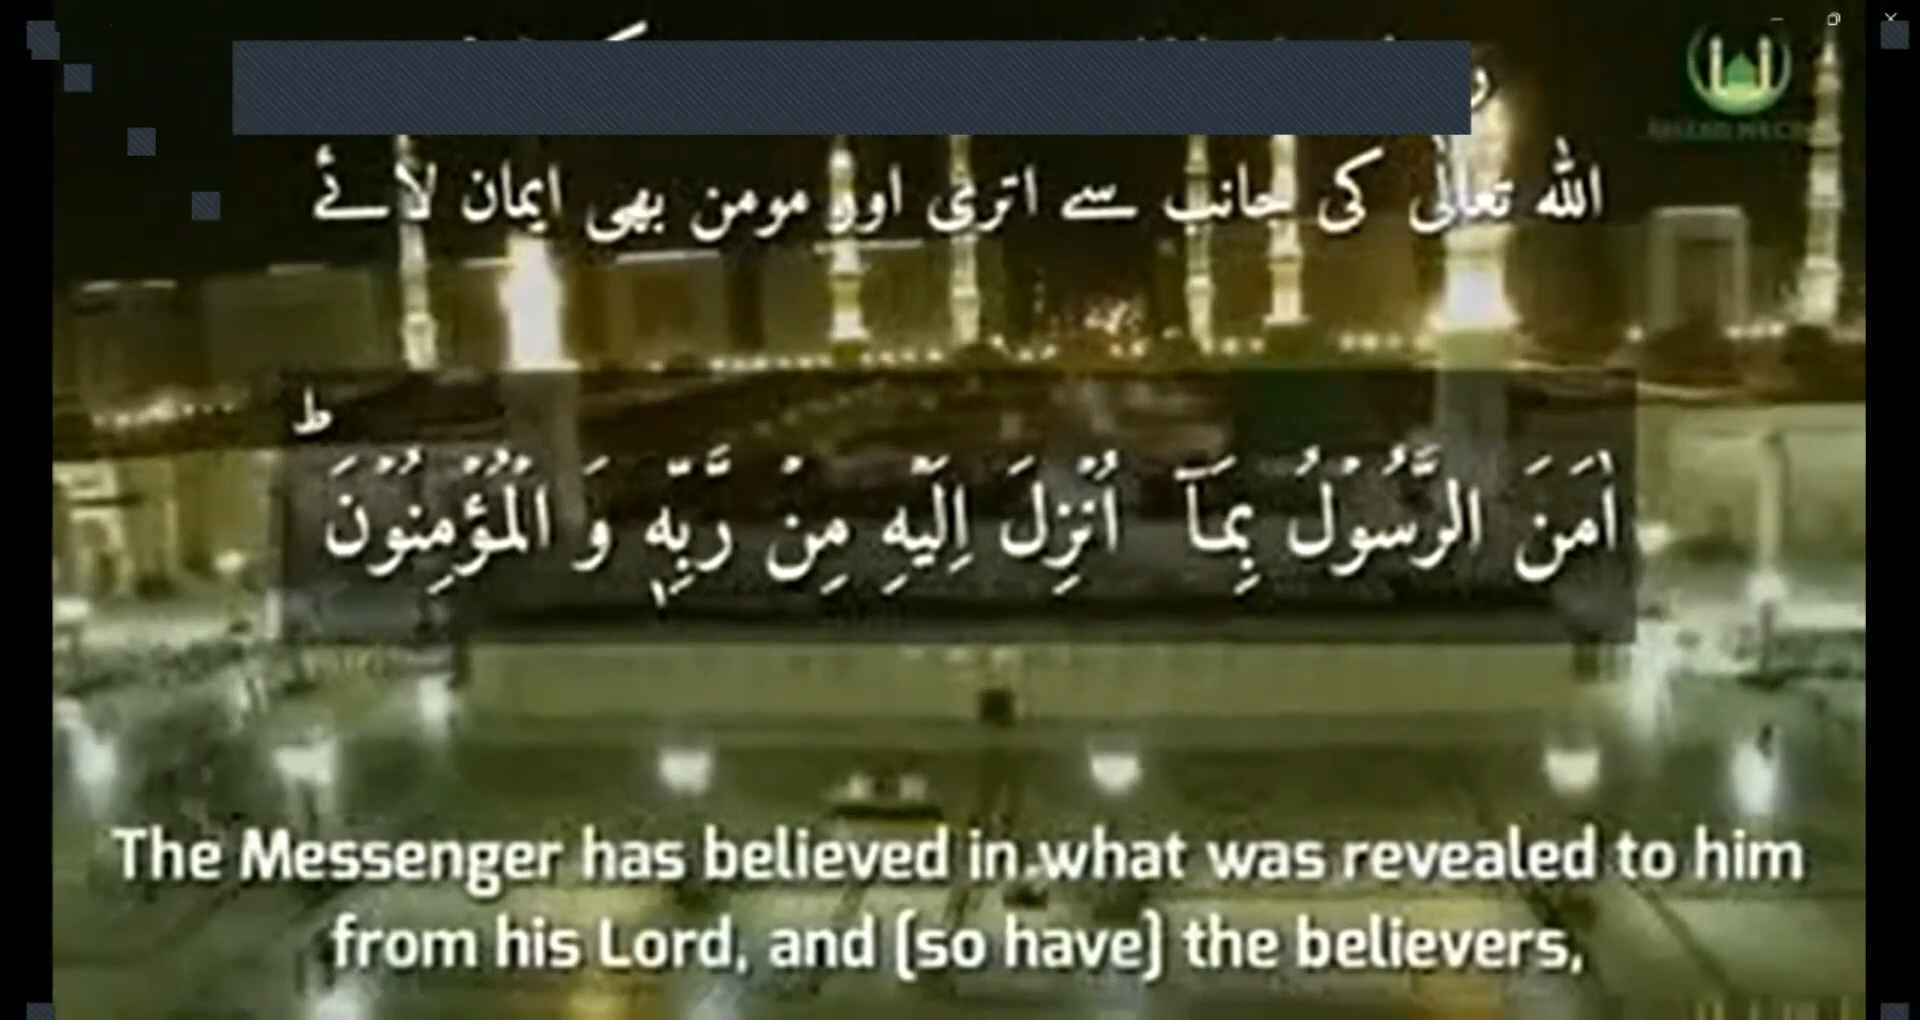 اللہ تعالٰی کی جانب سے اتری اور مومن بھی ایمان لائے
اٰمَنَ الرَّسُوۡلُ بِمَاۤ اُنۡزِلَ اِلَیۡہِ مِنۡ رَّبِّہٖ وَ الۡمُؤۡمِنُوۡنَ ؕ
The Messenger has believed in what was revealed to him
from his Lord, and (so have) the believers,